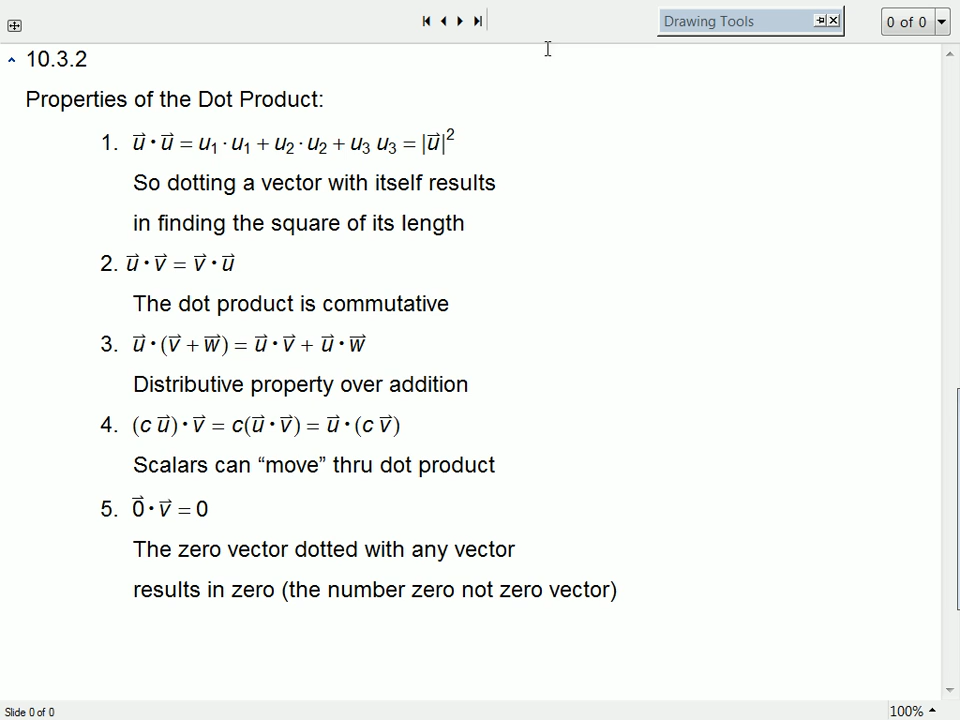 Drawing Tools
0 of 0
10.3.2
Properties of the Dot Product:
1. u⃗ · u⃗ = u₁ · u₁ + u₂ · u₂ + u₃ u₃ = |u⃗|²
So dotting a vector with itself results
in finding the square of its length
2. u⃗ · v⃗ = v⃗ · u⃗
The dot product is commutative
3. u⃗ · (v⃗ + w⃗) = u⃗ · v⃗ + u⃗ · w⃗
Distributive property over addition
4. (c u⃗) · v⃗ = c(u⃗ · v⃗) = u⃗ · (c v⃗)
Scalars can “move” thru dot product
5. 0⃗ · v⃗ = 0
The zero vector dotted with any vector
results in zero (the number zero not zero vector)
Slide 0 of 0
100%